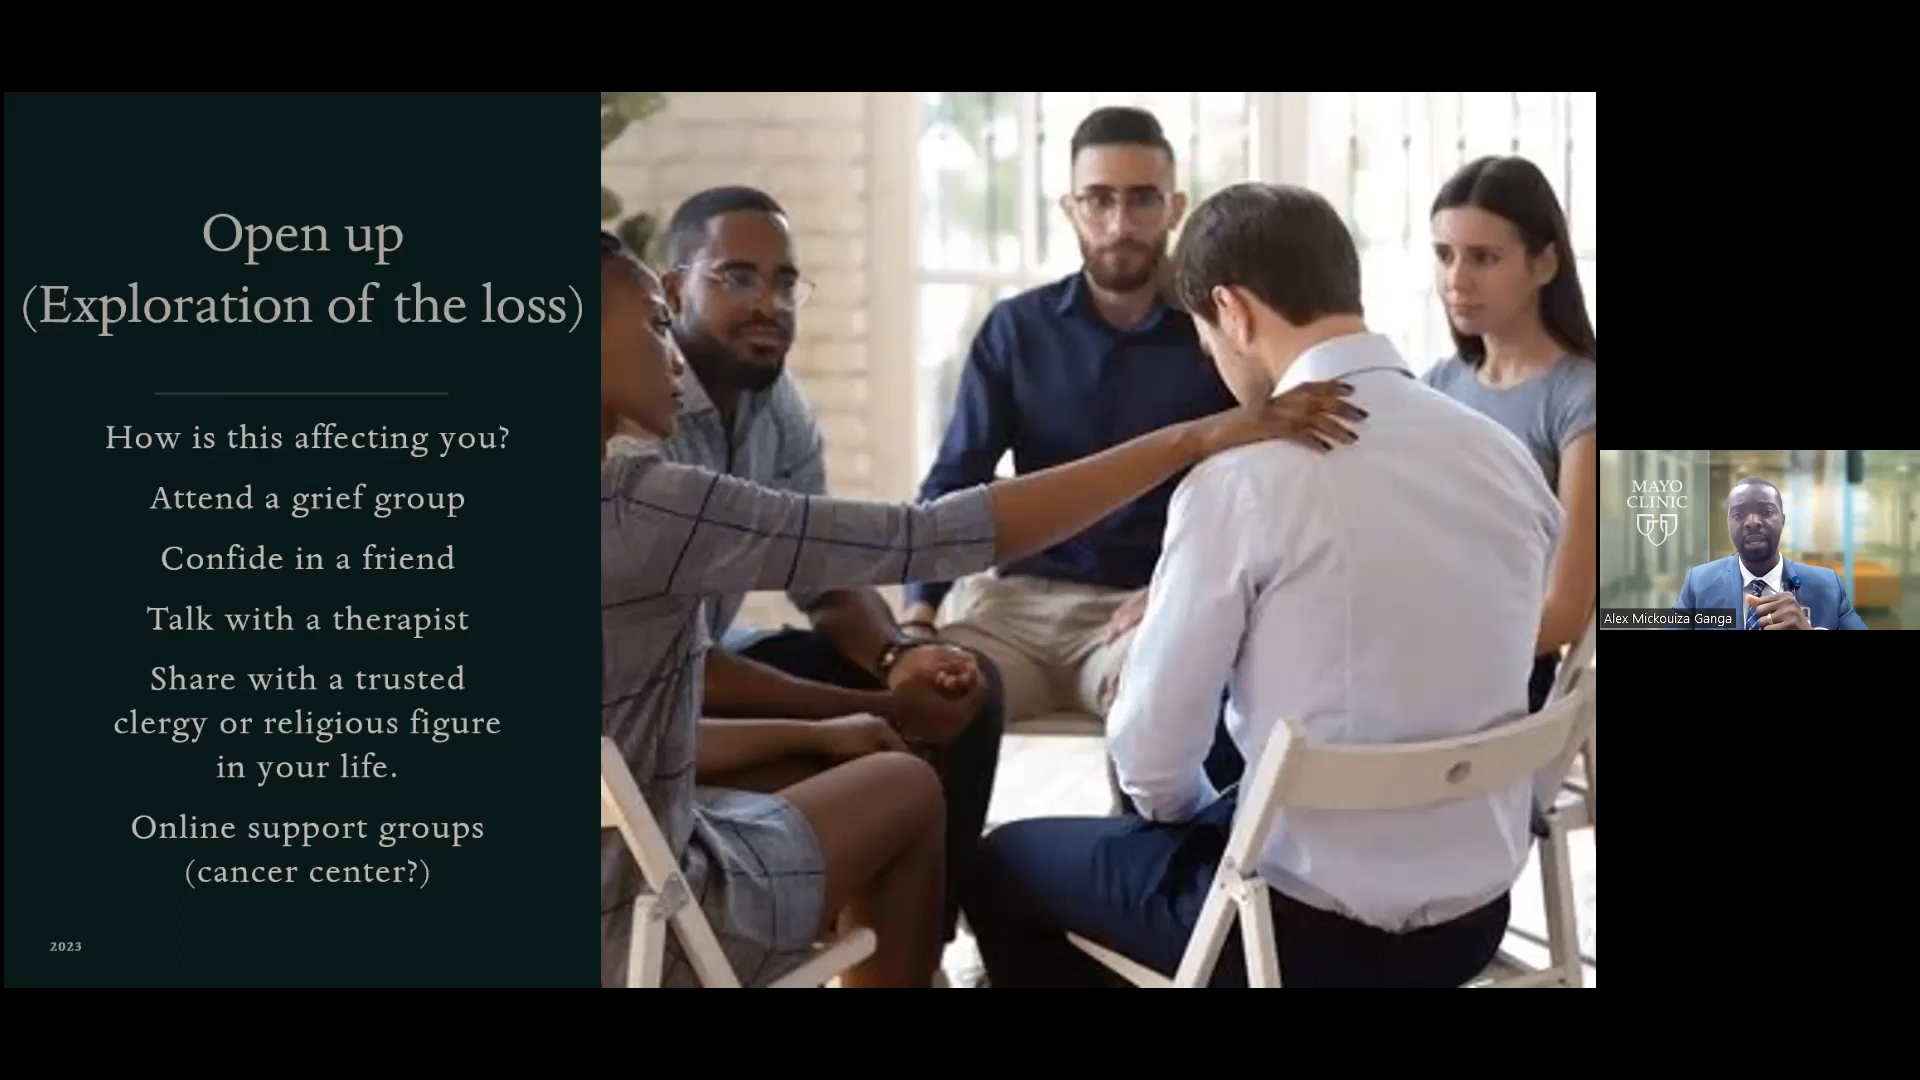 Open up
(Exploration of the loss)
How is this affecting you?
Attend a grief group
Confide in a friend
Talk with a therapist
Share with a trusted
clergy or religious figure
in your life.
Online support groups
(cancer center?)
2023
MAYO
CLINIC
Alex Mickouiza Ganga